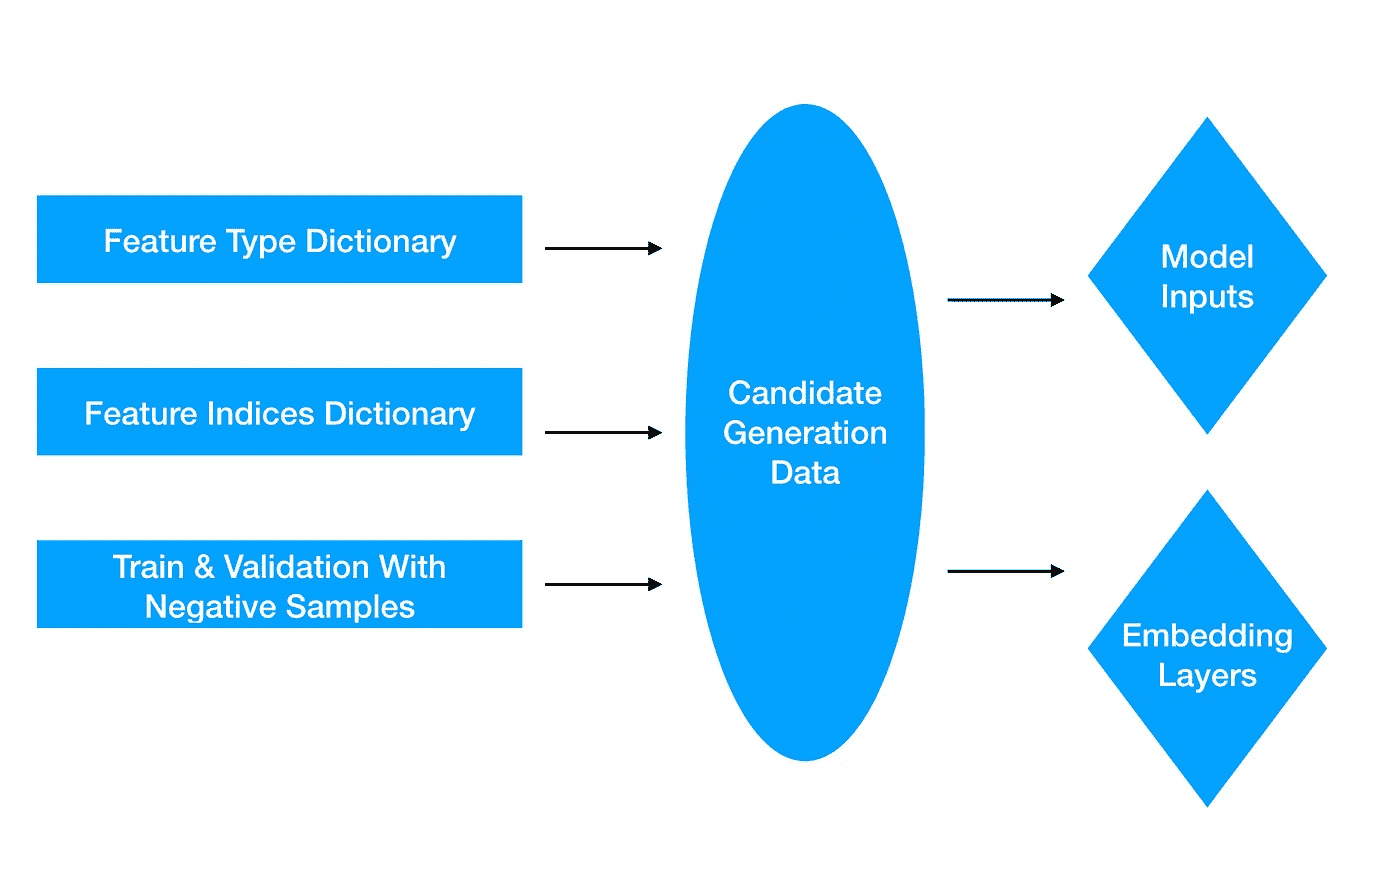 Feature Type Dictionary
Feature Indices Dictionary
Train & Validation With
Negative Samples
Candidate
Generation
Data
Model
Inputs
Embedding
Layers